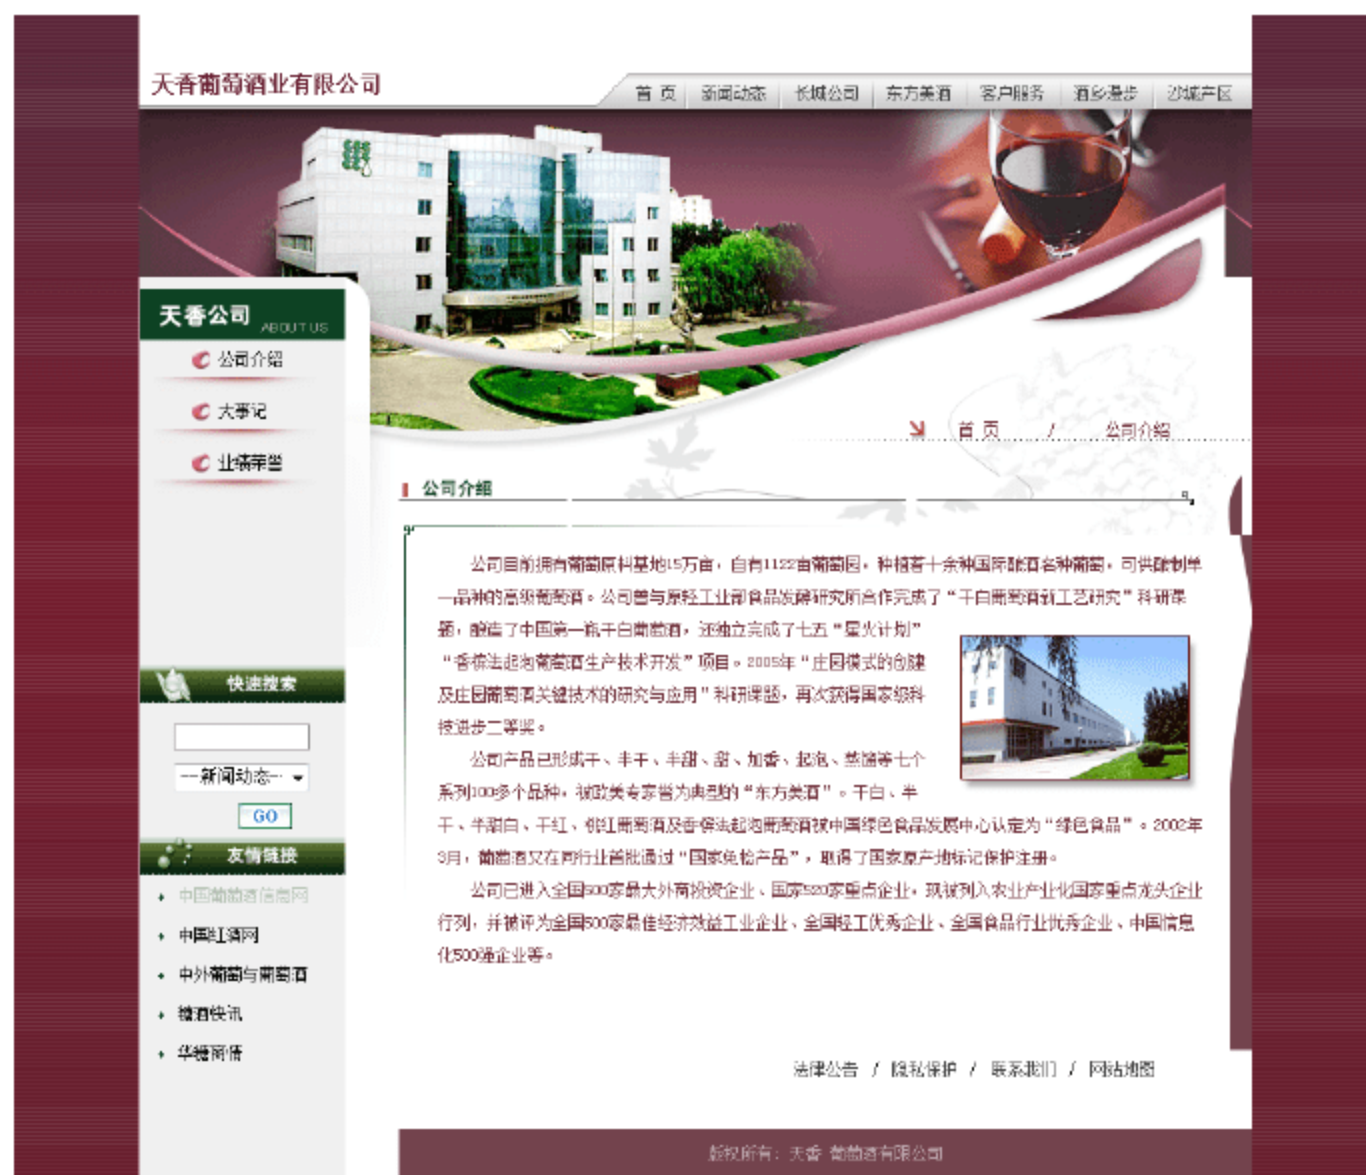 天香葡萄酒业有限公司
首 页 新闻动态 长城公司 东方美酒 客户服务 酒乡漫步 沙城产区
天香公司 ABOUT US
公司介绍
大事记
业绩荣誉
首 页 / 公司介绍
公司介绍
公司目前拥有葡萄原料基地15万亩，自有1122亩葡萄园，种植着十余种国际酿酒名种葡萄，可供酿制单
一品种的高级葡萄酒。公司曾与原轻工业部食品发酵研究所合作完成了“干白葡萄酒新工艺研究”科研课
题，酿造了中国第一瓶干白葡萄酒，还独立完成了七五“星火计划”
“香槟法起泡葡萄酒生产技术开发”项目。2005年“庄园模式的创建
及庄园葡萄酒关键技术的研究与应用”科研课题，再次获得国家级科
技进步二等奖。
公司产品已形成干、半干、半甜、甜、加香、起泡、蒸馏等七个
系列100多个品种，被欧美专家誉为典型的“东方美酒”。干白、半
干、半甜白、干红、桃红葡萄酒及香槟法起泡葡萄酒被中国绿色食品发展中心认定为“绿色食品”。2002年
3月，葡萄酒又在同行业首批通过“国家免检产品”，取得了国家原产地标记保护注册。
公司已进入全国500家最大外商投资企业、国家520家重点企业，现被列入农业产业化国家重点龙头企业
行列，并被评为全国500家最佳经济效益工业企业、全国轻工优秀企业、全国食品行业优秀企业、中国信息
化500强企业等。
快速搜索
--新闻动态--
GO
友情链接
中国葡萄酒信息网
中国红酒网
中外葡萄与葡萄酒
糖酒快讯
华糖商情
法律公告 / 隐私保护 / 联系我们 / 网站地图
版权所有：天香 葡萄酒有限公司